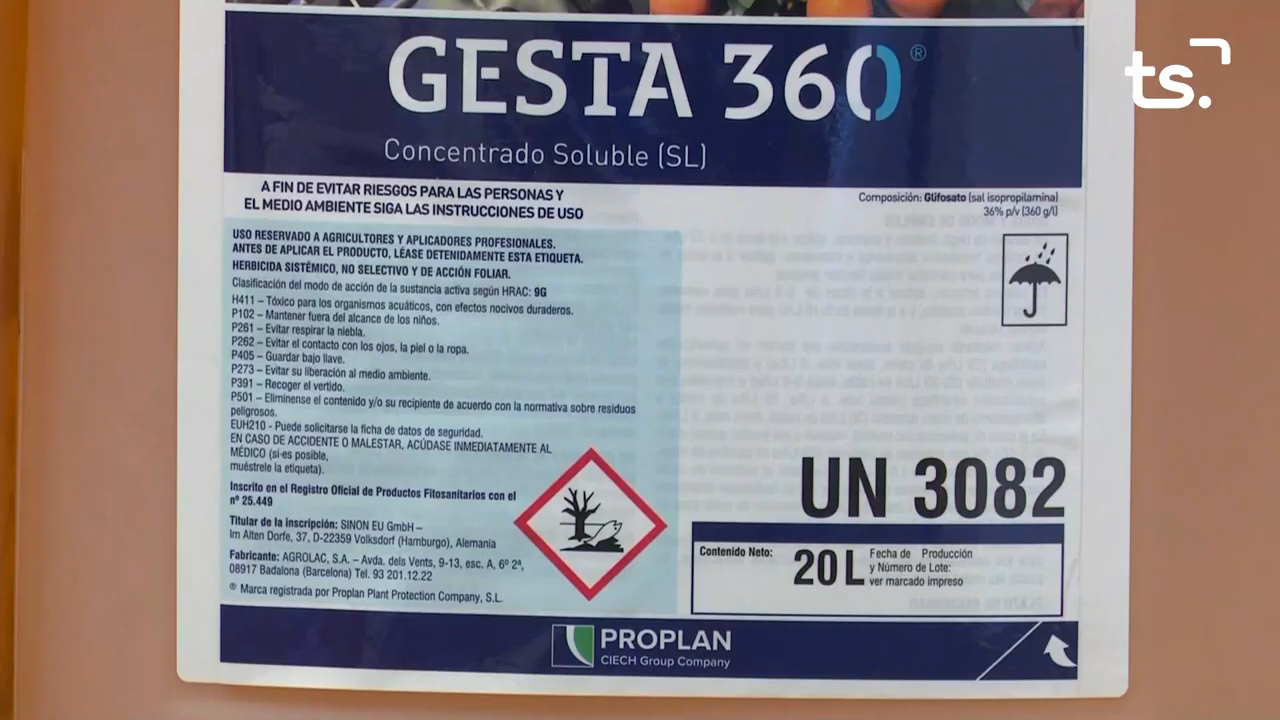 GESTA 360®
ts.
Concentrado Soluble (SL)
A FIN DE EVITAR RIESGOS PARA LAS PERSONAS Y
EL MEDIO AMBIENTE SIGA LAS INSTRUCCIONES DE USO
Composición: Glifosato (sal isopropilamina)
36% p/v (360 g/l)
USO RESERVADO A AGRICULTORES Y APLICADORES PROFESIONALES.
ANTES DE APLICAR EL PRODUCTO, LÉASE DETENIDAMENTE ESTA ETIQUETA.
HERBICIDA SISTÉMICO, NO SELECTIVO Y DE ACCIÓN FOLIAR.
Clasificación del modo de acción de la sustancia activa según HRAC: 9G
H411 – Tóxico para los organismos acuáticos, con efectos nocivos duraderos.
P102 – Mantener fuera del alcance de los niños.
P261 – Evitar respirar la niebla.
P262 – Evitar el contacto con los ojos, la piel o la ropa.
P405 – Guardar bajo llave.
P273 – Evitar su liberación al medio ambiente.
P391 – Recoger el vertido.
P501 – Elimínese el contenido y/o su recipiente de acuerdo con la normativa sobre residuos
peligrosos.
EUH210 - Puede solicitarse la ficha de datos de seguridad.
EN CASO DE ACCIDENTE O MALESTAR, ACÚDASE INMEDIATAMENTE AL
MÉDICO (si es posible,
muéstrele la etiqueta).
Inscrito en el Registro Oficial de Productos Fitosanitarios con el
nº 25.449
Titular de la inscripción: SINON EU GmbH –
Im Alten Dorfe, 37, D-22359 Volksdorf (Hamburgo), Alemania
Fabricante: AGROLAC, S.A. – Avda. dels Vents, 9-13, esc. A, 6º 2ª,
08917 Badalona (Barcelona) Tel. 93 201.12.22
® Marca registrada por Proplan Plant Protection Company, S.L.
UN 3082
Contenido Neto: 20 L
Fecha de Producción
y Número de Lote:
ver marcado impreso
PROPLAN
CIECH Group Company